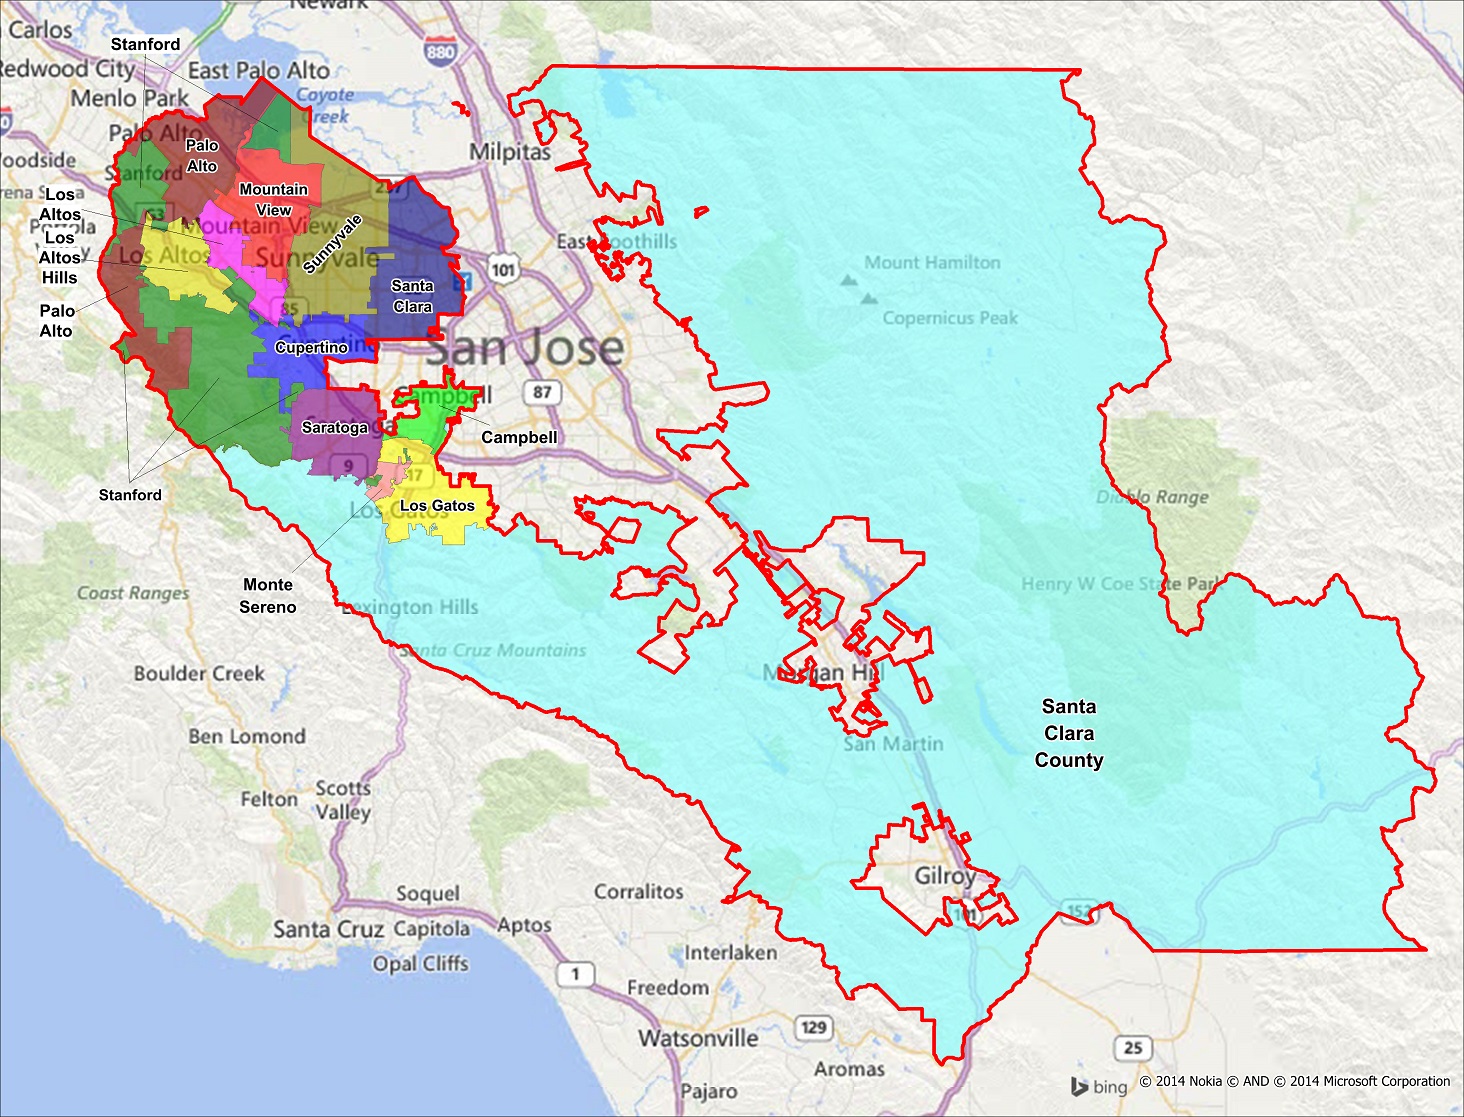 Newark
Carlos
Stanford
880
Redwood City
East Palo Alto
Menlo Park
Coyote
Creek
Palo Alto
Palo
Alto
Milpitas
Woodside
Stanford
237
Mountain
View
Los
Altos
Mountain View
Sunnyvale
Los
Altos
Hills
Los Altos
Sunnyvale
East Foothills
101
Mount Hamilton
Santa
Clara
Palo
Alto
85
Copernicus Peak
Cupertino
San Jose
87
Campbell
Saratoga
Campbell
9
17
Stanford
Los Gatos
Los Gatos
Diablo Range
Monte
Sereno
Coast Ranges
Lexington Hills
Henry W Coe State Park
Santa Cruz Mountains
Boulder Creek
Morgan Hill
Santa
Clara
County
Ben Lomond
San Martin
Felton
Scotts
Valley
Gilroy
Soquel
Corralitos
101
152
Santa Cruz
Capitola
Aptos
Opal Cliffs
Interlaken
1
Freedom
Watsonville
129
25
Aromas
Pajaro
bing
© 2014 Nokia © AND © 2014 Microsoft Corporation